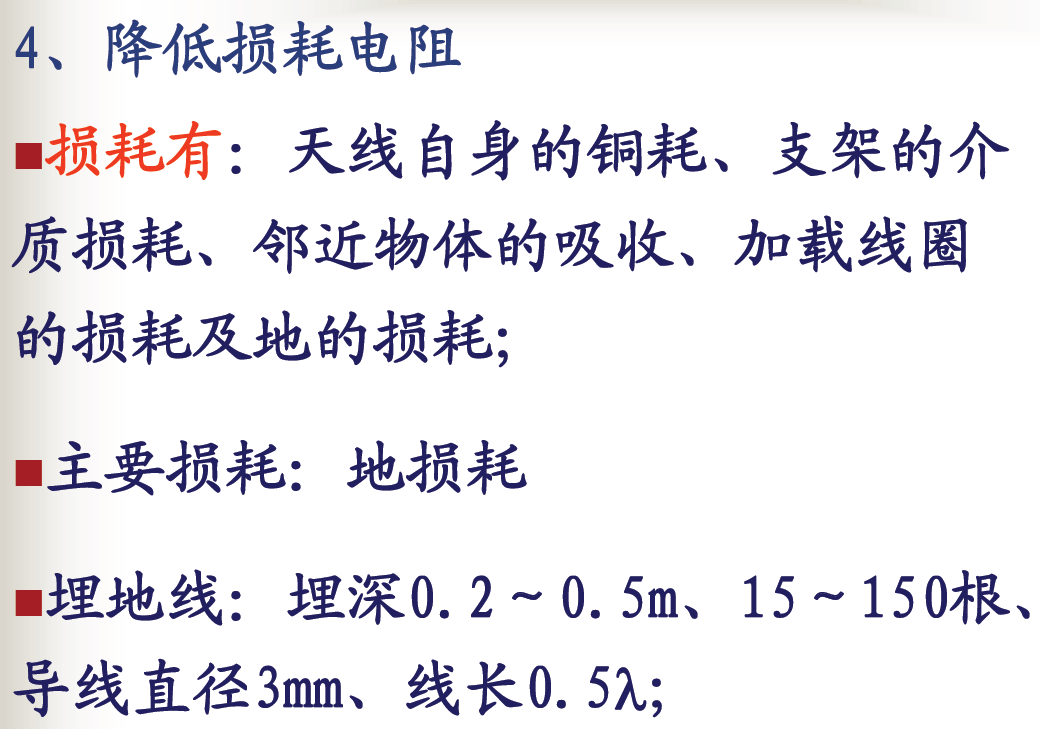 4、降低损耗电阻
■损耗有：天线自身的铜耗、支架的介
质损耗、邻近物体的吸收、加载线圈
的损耗及地的损耗;
■主要损耗：地损耗
■埋地线：埋深0.2～0.5m、15～150根、
导线直径3mm、线长0.5λ;